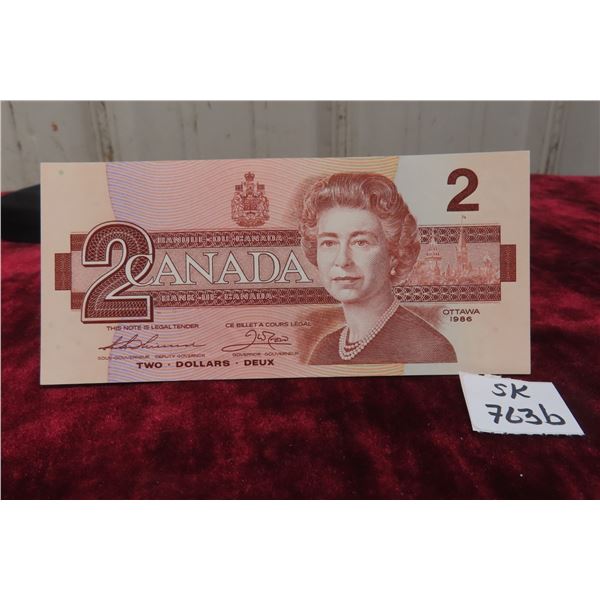 2
BANQUE · DU · CANADA
2
CANADA
BANK · OF · CANADA
THIS NOTE IS LEGAL TENDER
CE BILLET A COURS LÉGAL
OTTAWA
1986
SOUS-GOUVERNEUR DEPUTY GOVERNOR
GOVERNOR GOUVERNEUR
TWO · DOLLARS · DEUX
SK
763b